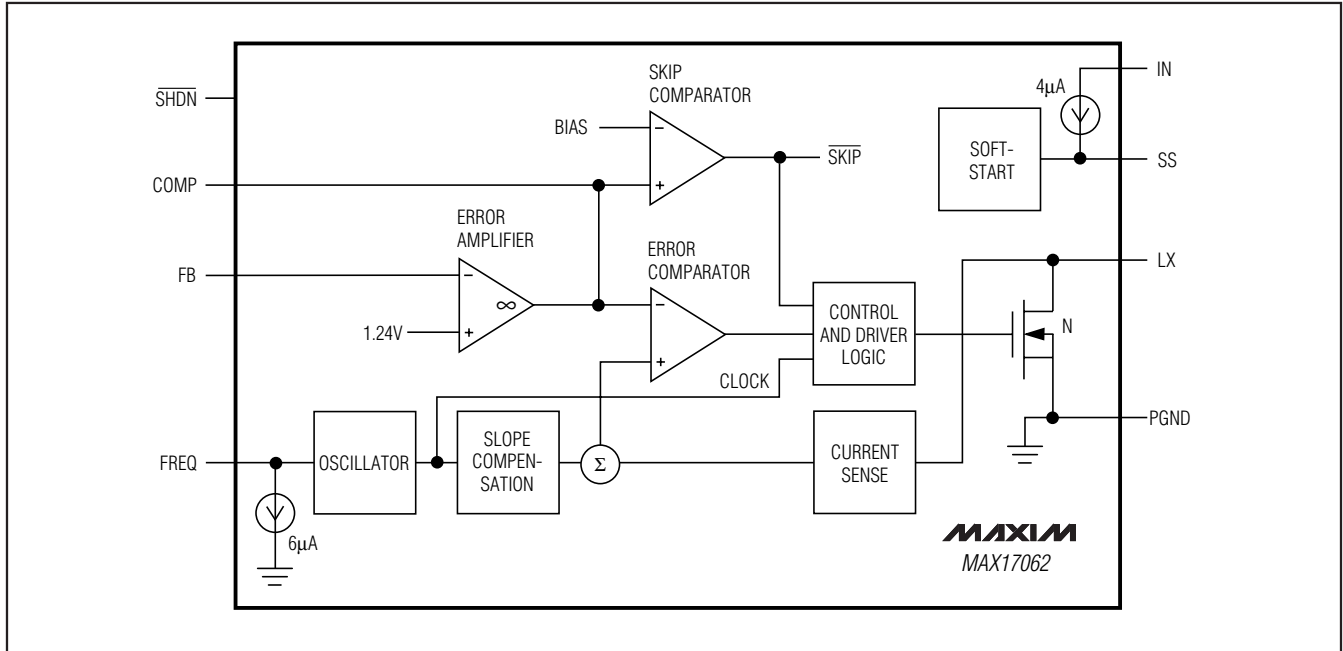 SKIP
COMPARATOR
IN
SHDN
4µA
BIAS
−
SOFT-
START
SKIP
SS
COMP
+
ERROR
AMPLIFIER
ERROR
COMPARATOR
FB
−
LX
∞
−
CONTROL
AND DRIVER
LOGIC
N
1.24V
+
+
CLOCK
PGND
FREQ
OSCILLATOR
SLOPE
COMPEN-
SATION
Σ
CURRENT
SENSE
6µA
MAXIM
MAX17062